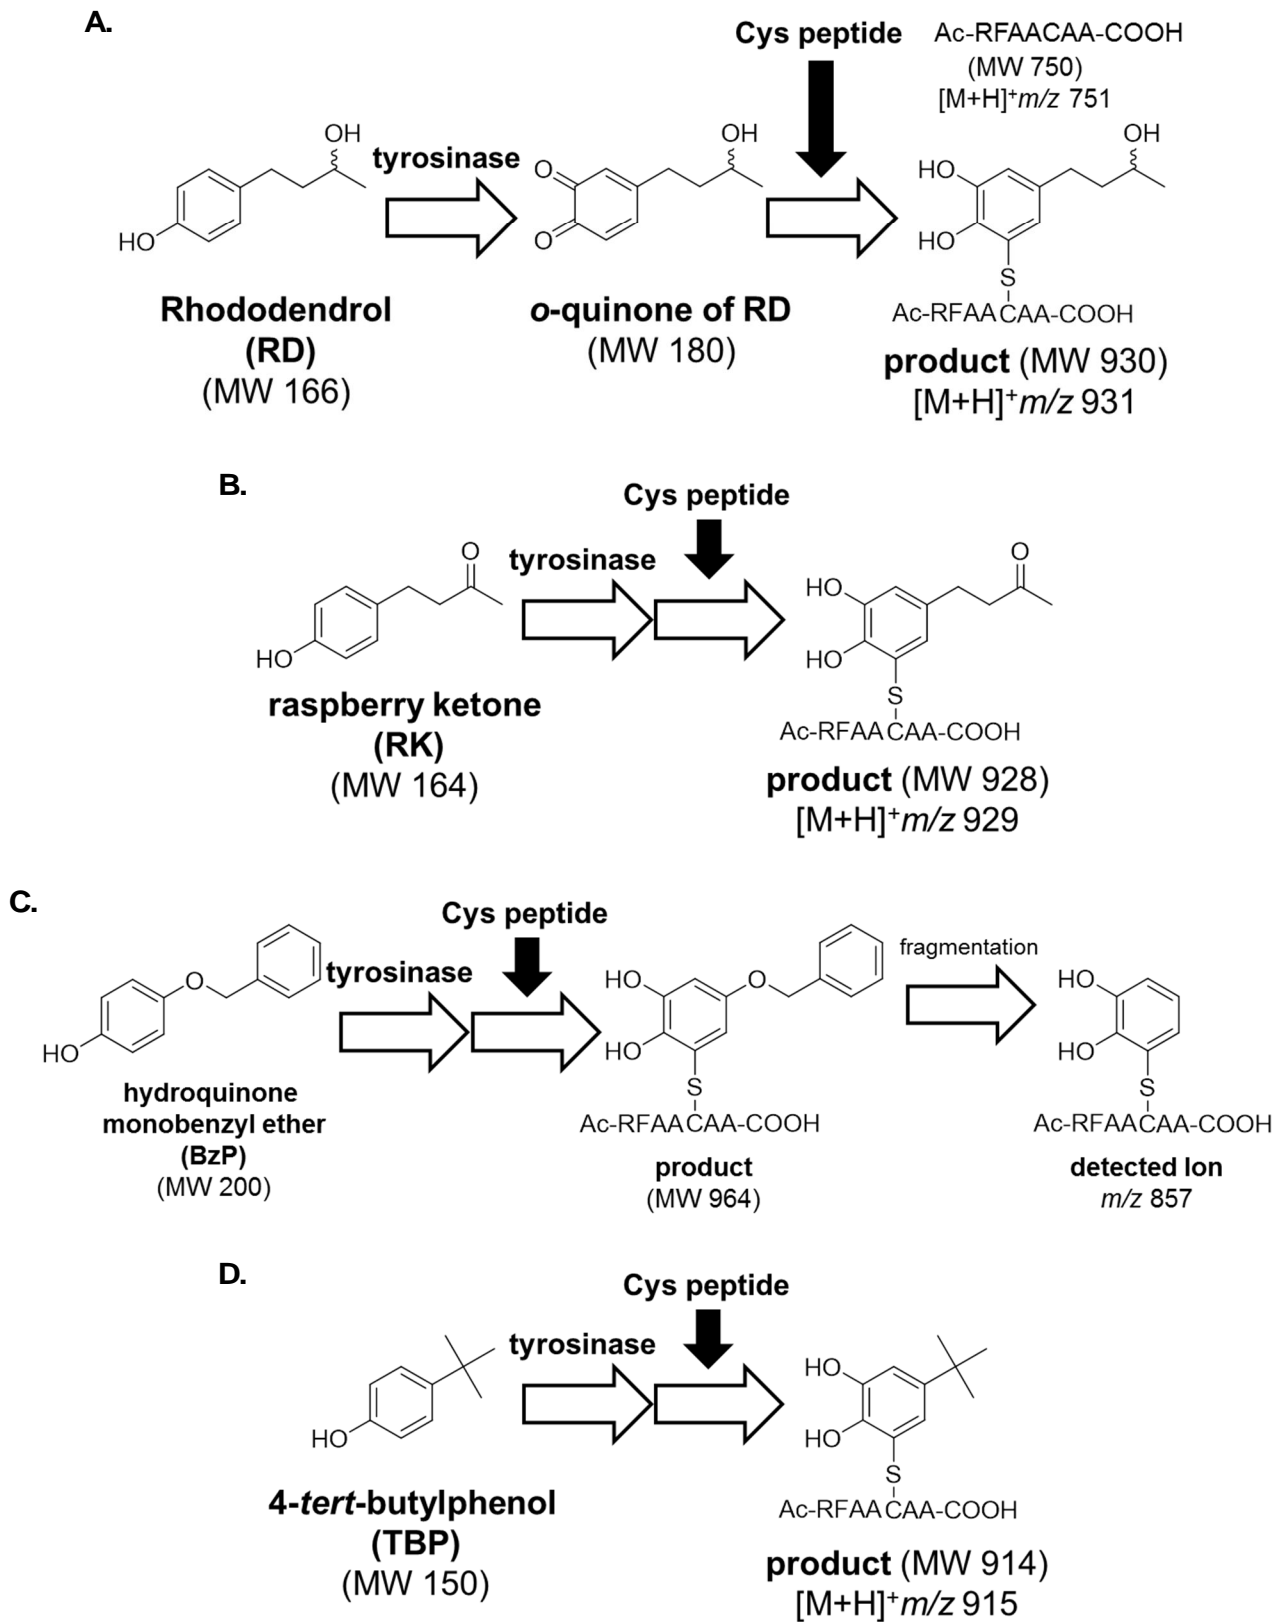 A.
Cys peptide
Ac-RFAACAA-COOH
(MW 750)
[M+H]+m/z 751
OH
HO
tyrosinase
O
O
OH
HO
HO
OH
S
Ac-RFAACAA-COOH
Rhododendrol
(RD)
(MW 166)
o-quinone of RD
(MW 180)
product (MW 930)
[M+H]+m/z 931
B.
Cys peptide
tyrosinase
O
HO
HO
HO
O
S
Ac-RFAACAA-COOH
raspberry ketone
(RK)
(MW 164)
product (MW 928)
[M+H]+m/z 929
C.
Cys peptide
tyrosinase
O
HO
HO
HO
O
S
Ac-RFAACAA-COOH
fragmentation
HO
HO
S
Ac-RFAACAA-COOH
hydroquinone
monobenzyl ether
(BzP)
(MW 200)
product
(MW 964)
detected Ion
m/z 857
D.
Cys peptide
tyrosinase
HO
HO
HO
S
Ac-RFAACAA-COOH
4-tert-butylphenol
(TBP)
(MW 150)
product (MW 914)
[M+H]+m/z 915